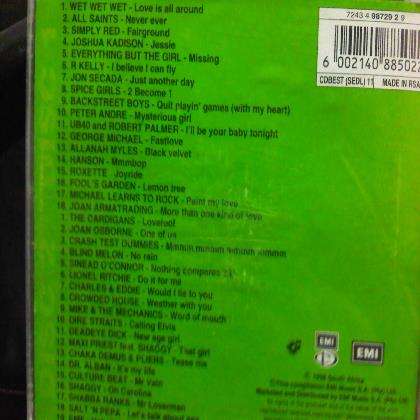 1. WET WET WET - Love is all around
2. ALL SAINTS - Never ever
3. SIMPLY RED - Fairground
4. JOSHUA KADISON - Jessie
5. EVERYTHING BUT THE GIRL - Missing
6. R KELLY - I believe I can fly
7. JON SECADA - Just another day
8. SPICE GIRLS - 2 Become 1
9. BACKSTREET BOYS - Quit playin' games (with my heart)
10. PETER ANDRE - Mysterious girl
11. UB40 and ROBERT PALMER - I'll be your baby tonight
12. GEORGE MICHAEL - Fastlove
13. ALLANAH MYLES - Black velvet
14. HANSON - Mmmbop
15. ROXETTE - Joyride
16. FOOL'S GARDEN - Lemon tree
17. MICHAEL LEARNS TO ROCK - Paint my love
18. JOAN ARMATRADING - More than one kind of love
1. THE CARDIGANS - Lovefool
2. JOAN OSBORNE - One of us
3. CRASH TEST DUMMIES - Mmmm mmmm mmmm mmmm
4. BLIND MELON - No rain
5. SINEAD O'CONNOR - Nothing compares 2 U
6. LIONEL RITCHIE - Do it for me
7. CHARLES & EDDIE - Would I lie to you
8. CROWDED HOUSE - Weather with you
9. MIKE & THE MECHANICS - Word of mouth
10. DIRE STRAITS - Calling Elvis
11. DEADEYE DICK - New age girl
12. MAXI PRIEST feat. SHAGGY - That girl
13. CHAKA DEMUS & PLIERS - Tease me
14. DR. ALBAN - It's my life
15. CULTURE BEAT - Mr Vain
16. SHAGGY - Oh Carolina
17. SHABBA RANKS - Mr Loverman
18. SALT 'N PEPA - Let's talk about
7243 4 98729 2 9
6 002140 88502
CDBEST (SEDL) 11 MADE IN RSA
EMI
EMI
1998 South Africa